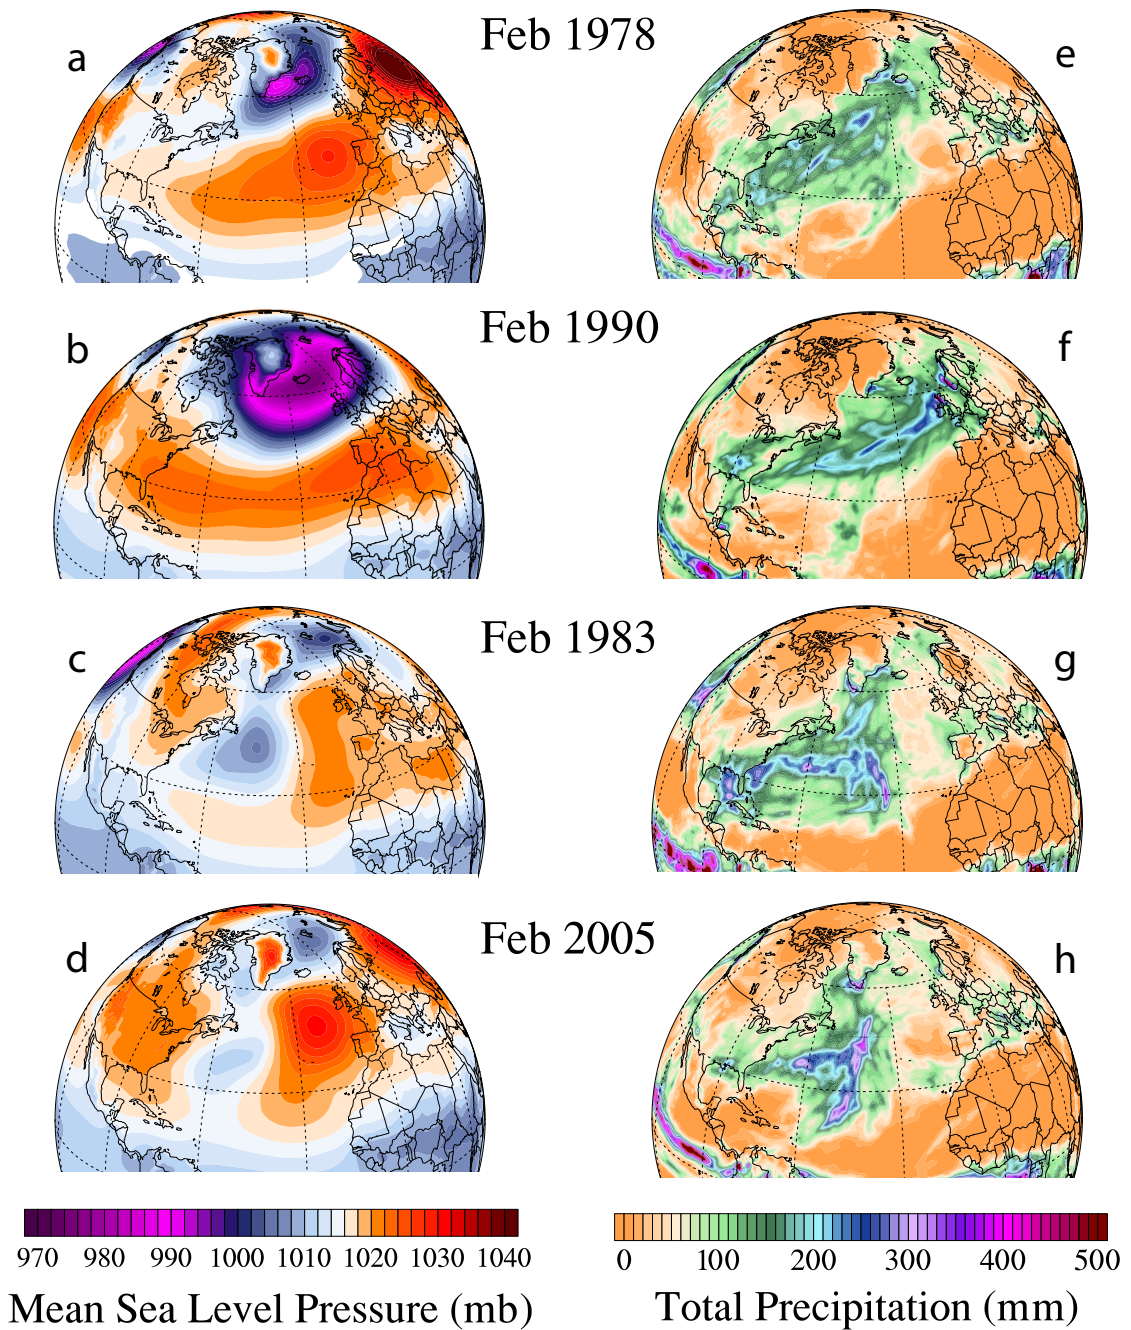 a
Feb 1978
e
b
Feb 1990
f
c
Feb 1983
g
d
Feb 2005
h
970 980 990 1000 1010 1020 1030 1040
Mean Sea Level Pressure (mb)
0 100 200 300 400 500
Total Precipitation (mm)